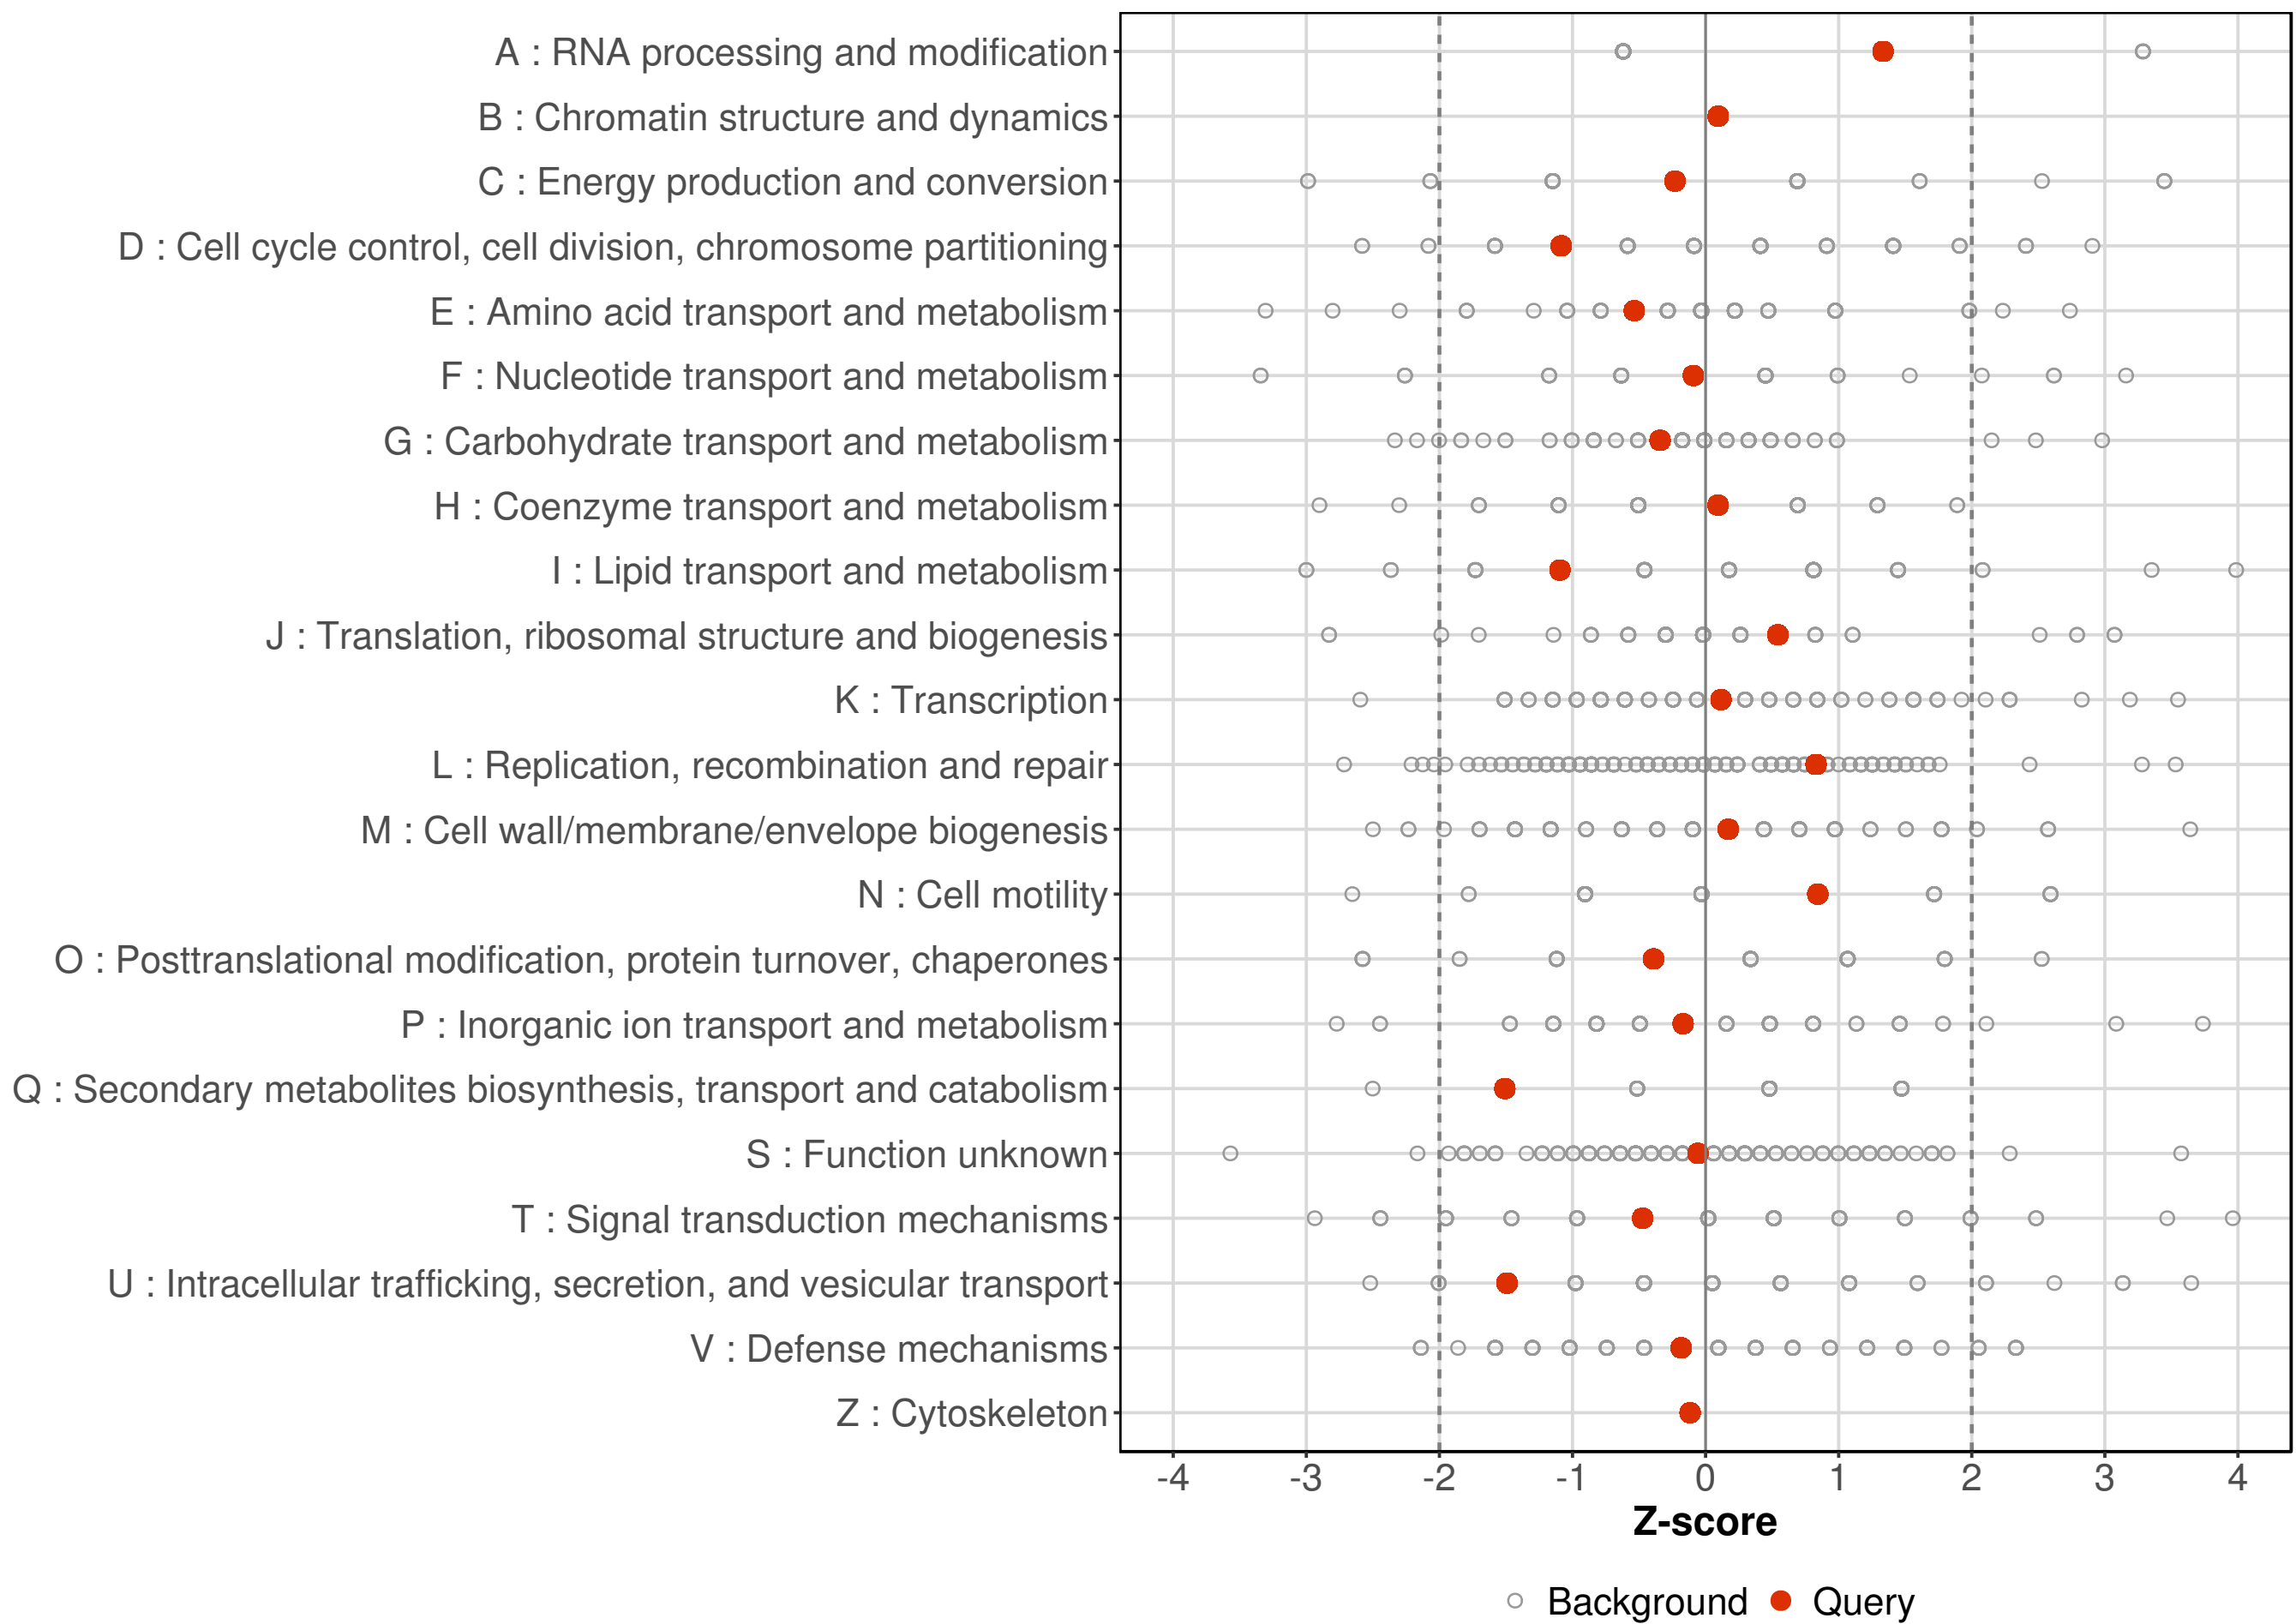 A : RNA processing and modification
B : Chromatin structure and dynamics
C : Energy production and conversion
D : Cell cycle control, cell division, chromosome partitioning
E : Amino acid transport and metabolism
F : Nucleotide transport and metabolism
G : Carbohydrate transport and metabolism
H : Coenzyme transport and metabolism
I : Lipid transport and metabolism
J : Translation, ribosomal structure and biogenesis
K : Transcription
L : Replication, recombination and repair
M : Cell wall/membrane/envelope biogenesis
N : Cell motility
O : Posttranslational modification, protein turnover, chaperones
P : Inorganic ion transport and metabolism
Q : Secondary metabolites biosynthesis, transport and catabolism
S : Function unknown
T : Signal transduction mechanisms
U : Intracellular trafficking, secretion, and vesicular transport
V : Defense mechanisms
Z : Cytoskeleton
-4 -3 -2 -1 0 1 2 3 4
Z-score
Background Query